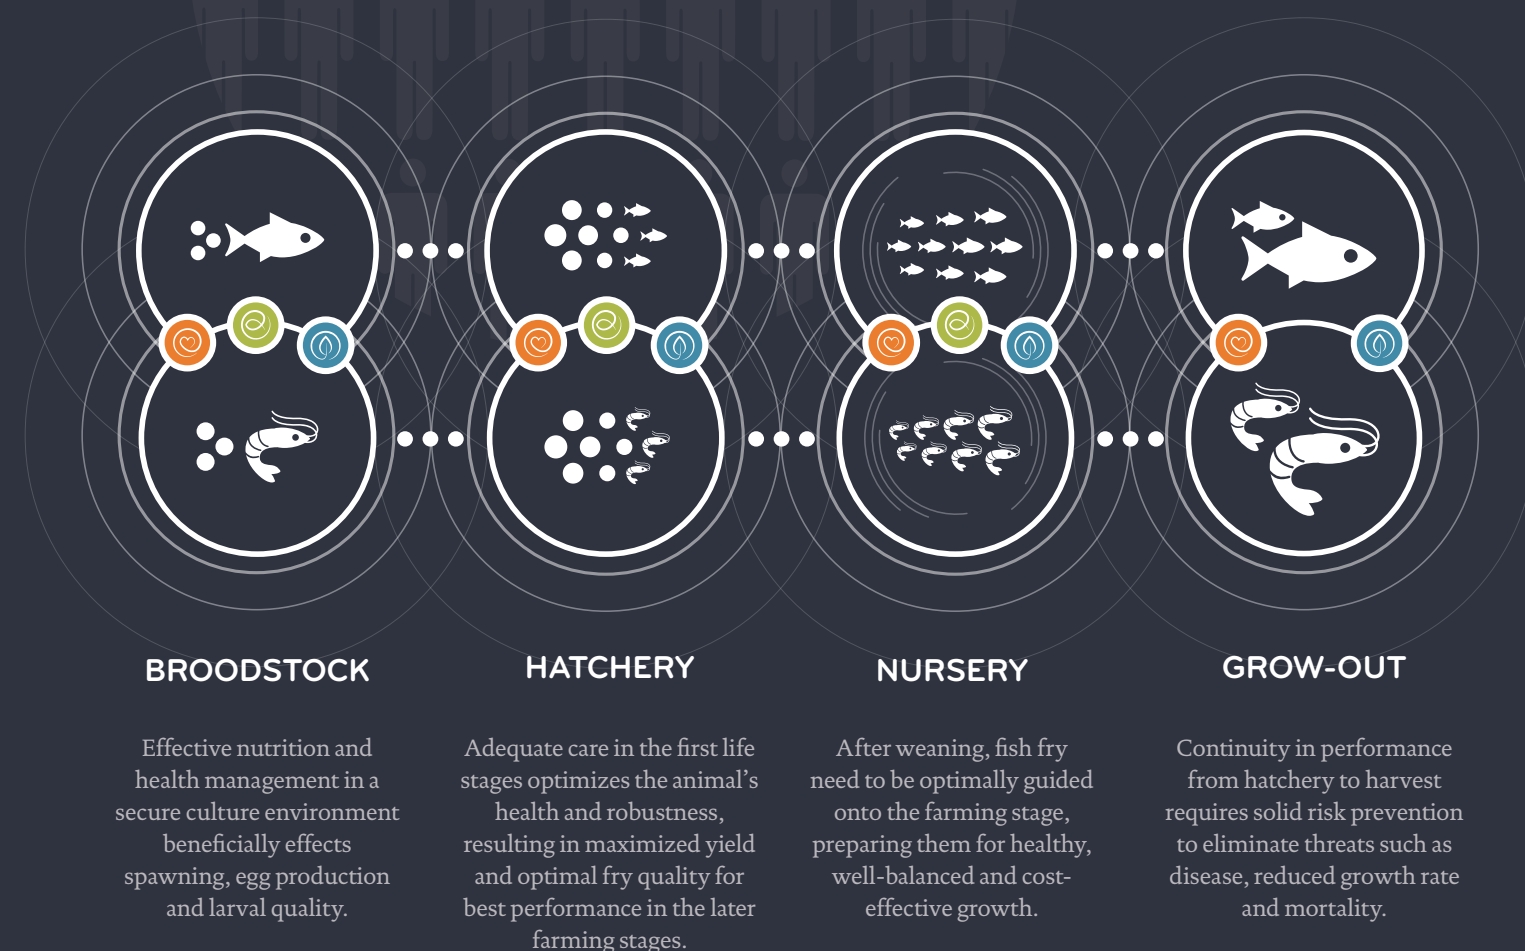 BROODSTOCK
Effective nutrition and
health management in a
secure culture environment
beneficially effects
spawning, egg production
and larval quality.
HATCHERY
Adequate care in the first life
stages optimizes the animal’s
health and robustness,
resulting in maximized yield
and optimal fry quality for
best performance in the later
farming stages.
NURSERY
After weaning, fish fry
need to be optimally guided
onto the farming stage,
preparing them for healthy,
well-balanced and cost-
effective growth.
GROW-OUT
Continuity in performance
from hatchery to harvest
requires solid risk prevention
to eliminate threats such as
disease, reduced growth rate
and mortality.